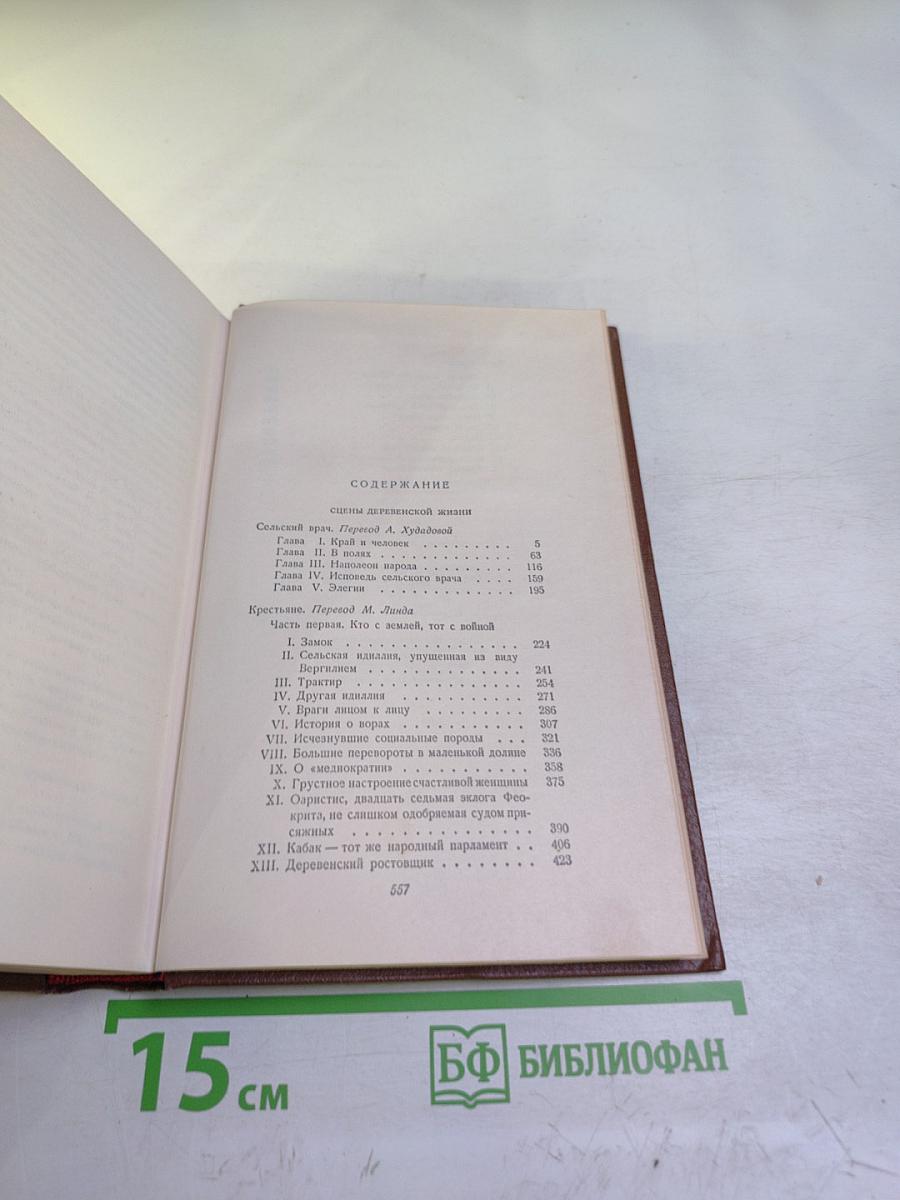 СОДЕРЖАНИЕ
СЦЕНЫ ДЕРЕВЕНСКОЙ ЖИЗНИ
Сельский врач. Перевод А. Худадовой
Глава I. Край и человек . . . . . . . . . 5
Глава II. В полях . . . . . . . . . . . . . 63
Глава III. Наполеон народа . . . . . . . . . 116
Глава IV. Исповедь сельского врача . . . . 159
Глава V. Элегии . . . . . . . . . . . . . 195
Крестьяне. Перевод М. Линда
Часть первая. Кто с землей, тот с войной
I. Замок . . . . . . . . . . . . . . . . 224
II. Сельская идиллия, упущенная из виду
Вергилием . . . . . . . . . . . . . . 241
III. Трактир . . . . . . . . . . . . . . . 254
IV. Другая идиллия . . . . . . . . . . . 271
V. Враги лицом к лицу . . . . . . . . . 286
VI. История о ворах . . . . . . . . . . . 307
VII. Исчезнувшие социальные породы . . . 321
VIII. Большие перевороты в маленькой долине 336
IX. О «медиократии» . . . . . . . . . . . 358
X. Грустное настроение счастливой женщины 375
XI. Оаристис, двадцать седьмая эклога Фео-
крита, не слишком одобряемая судом при-
сяжных . . . . . . . . . . . . . . . 390
XII. Кабак — тот же народный парламент . . 406
XIII. Деревенский ростовщик . . . . . . . . 423
557
15 см
БФ БИБЛИОФАН